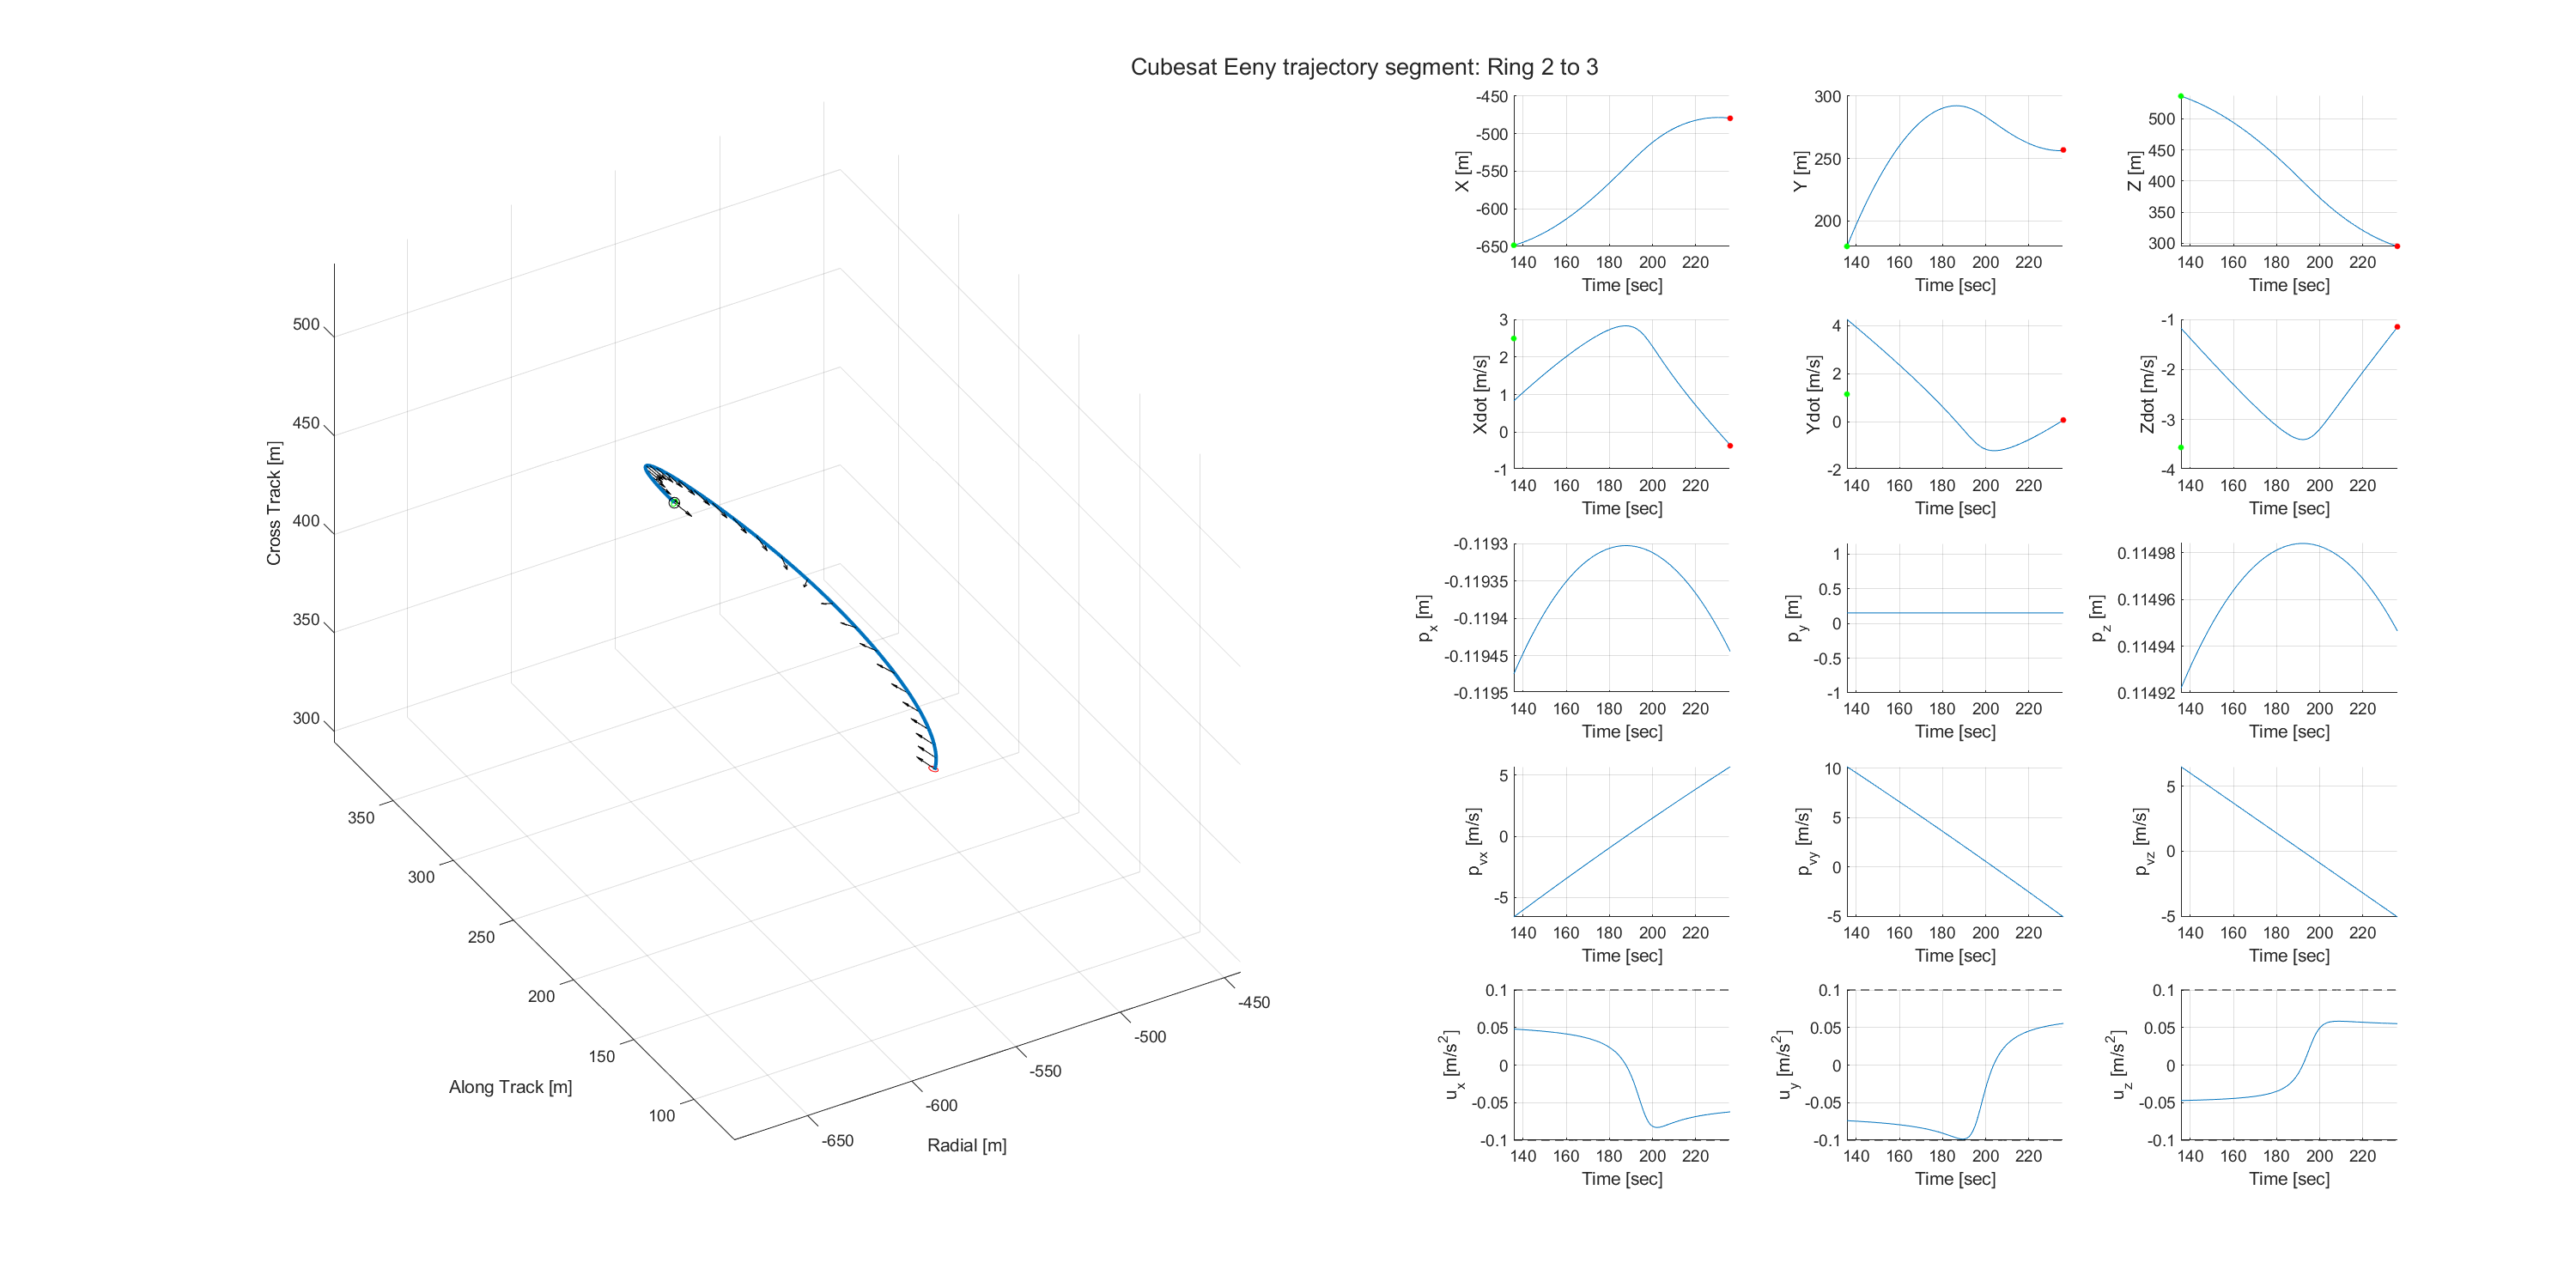 Cubesat Eeny trajectory segment: Ring 2 to 3
500
450
400
350
300
Cross Track [m]
350
300
250
200
150
100
Along Track [m]
-650
-600
-550
-500
-450
Radial [m]
-450
-500
-550
-600
-650
X [m]
140 160 180 200 220
Time [sec]
300
250
200
Y [m]
140 160 180 200 220
Time [sec]
500
450
400
350
300
Z [m]
140 160 180 200 220
Time [sec]
3
2
1
0
-1
Xdot [m/s]
140 160 180 200 220
Time [sec]
4
2
0
-2
Ydot [m/s]
140 160 180 200 220
Time [sec]
-1
-2
-3
-4
Zdot [m/s]
140 160 180 200 220
Time [sec]
-0.1193
-0.11935
-0.1194
-0.11945
-0.1195
p_x [m]
140 160 180 200 220
Time [sec]
1
0.5
0
-0.5
-1
p_y [m]
140 160 180 200 220
Time [sec]
0.11498
0.11496
0.11494
0.11492
p_z [m]
140 160 180 200 220
Time [sec]
5
0
-5
p_vx [m/s]
140 160 180 200 220
Time [sec]
10
5
0
-5
p_vy [m/s]
140 160 180 200 220
Time [sec]
5
0
-5
p_vz [m/s]
140 160 180 200 220
Time [sec]
0.1
0.05
0
-0.05
-0.1
u_x [m/s²]
140 160 180 200 220
Time [sec]
0.1
0.05
0
-0.05
-0.1
u_y [m/s²]
140 160 180 200 220
Time [sec]
0.1
0.05
0
-0.05
-0.1
u_z [m/s²]
140 160 180 200 220
Time [sec]